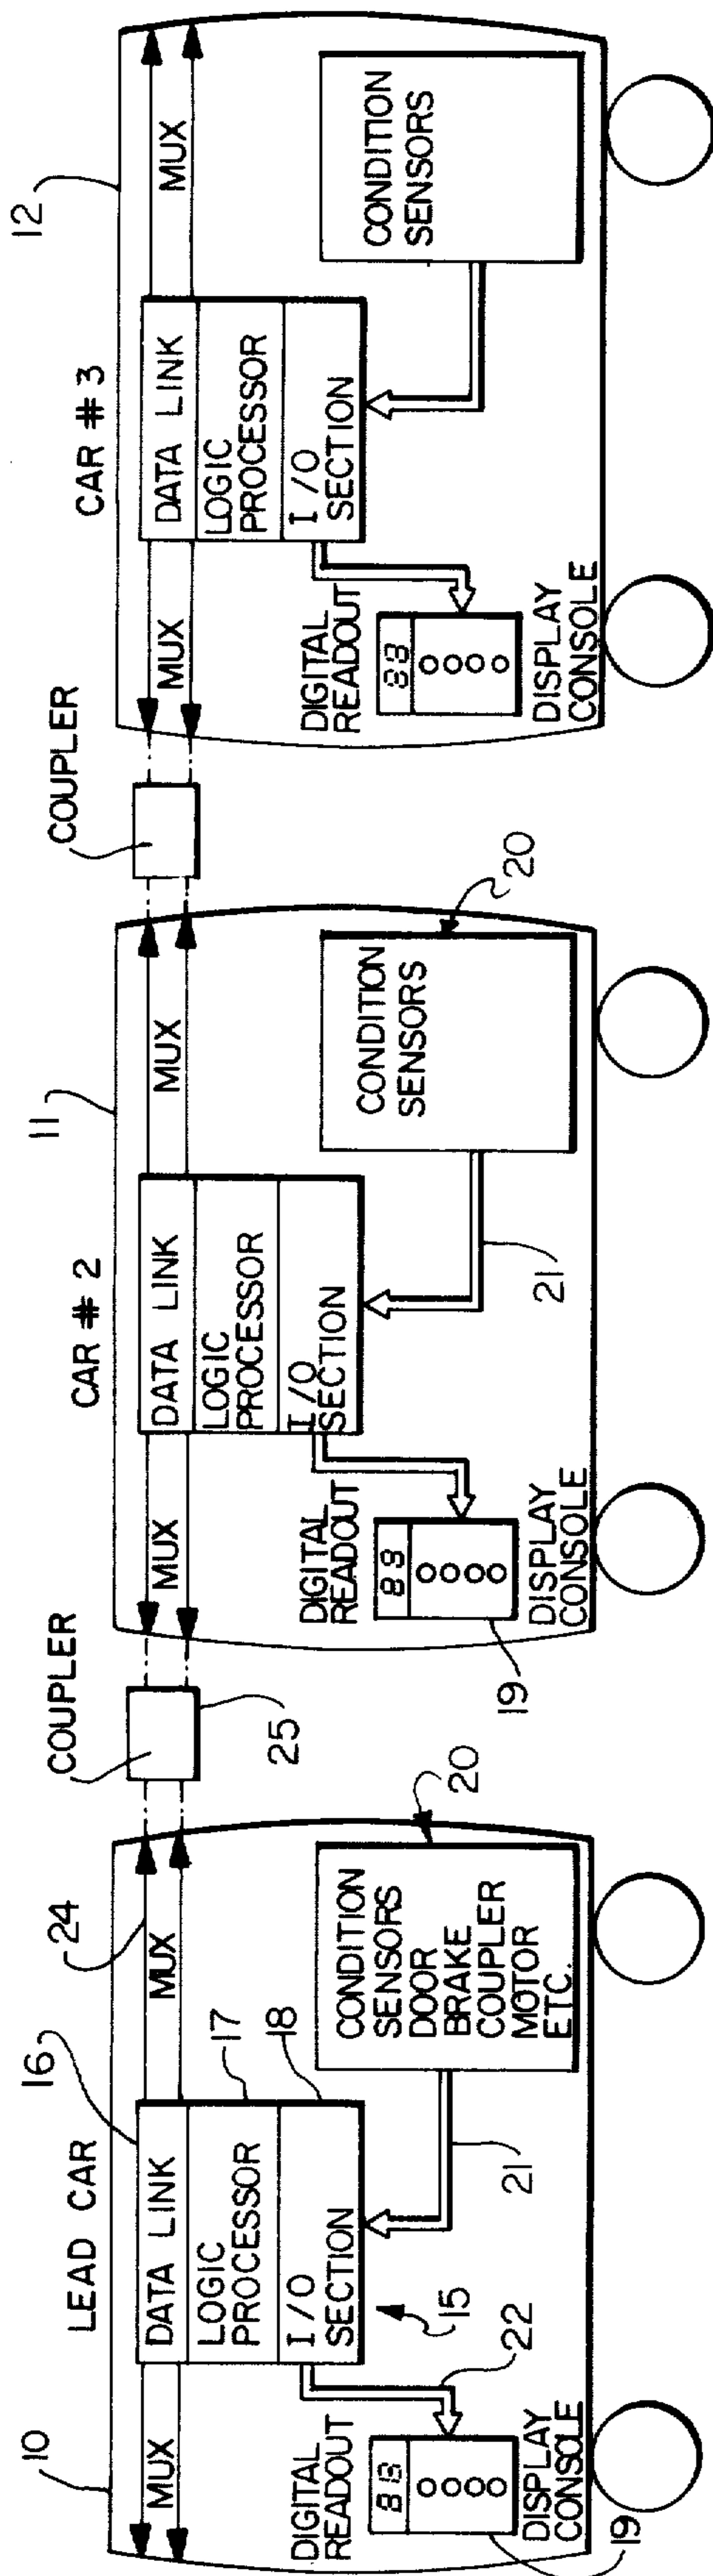 LEAD CAR
10
16
MUX
DATA LINK
MUX
24
LOGIC
PROCESSOR
17
I/O
SECTION
18
15
22
DIGITAL
READOUT
DISPLAY
CONSOLE
19
CONDITION
SENSORS
DOOR
BRAKE
COUPLER
MOTOR
ETC.
20
21
COUPLER
25
CAR # 2
11
MUX
DATA LINK
MUX
LOGIC
PROCESSOR
I/O
SECTION
DIGITAL
READOUT
DISPLAY
CONSOLE
19
CONDITION
SENSORS
20
21
COUPLER
CAR # 3
12
MUX
DATA LINK
MUX
LOGIC
PROCESSOR
I/O
SECTION
DIGITAL
READOUT
DISPLAY
CONSOLE
CONDITION
SENSORS